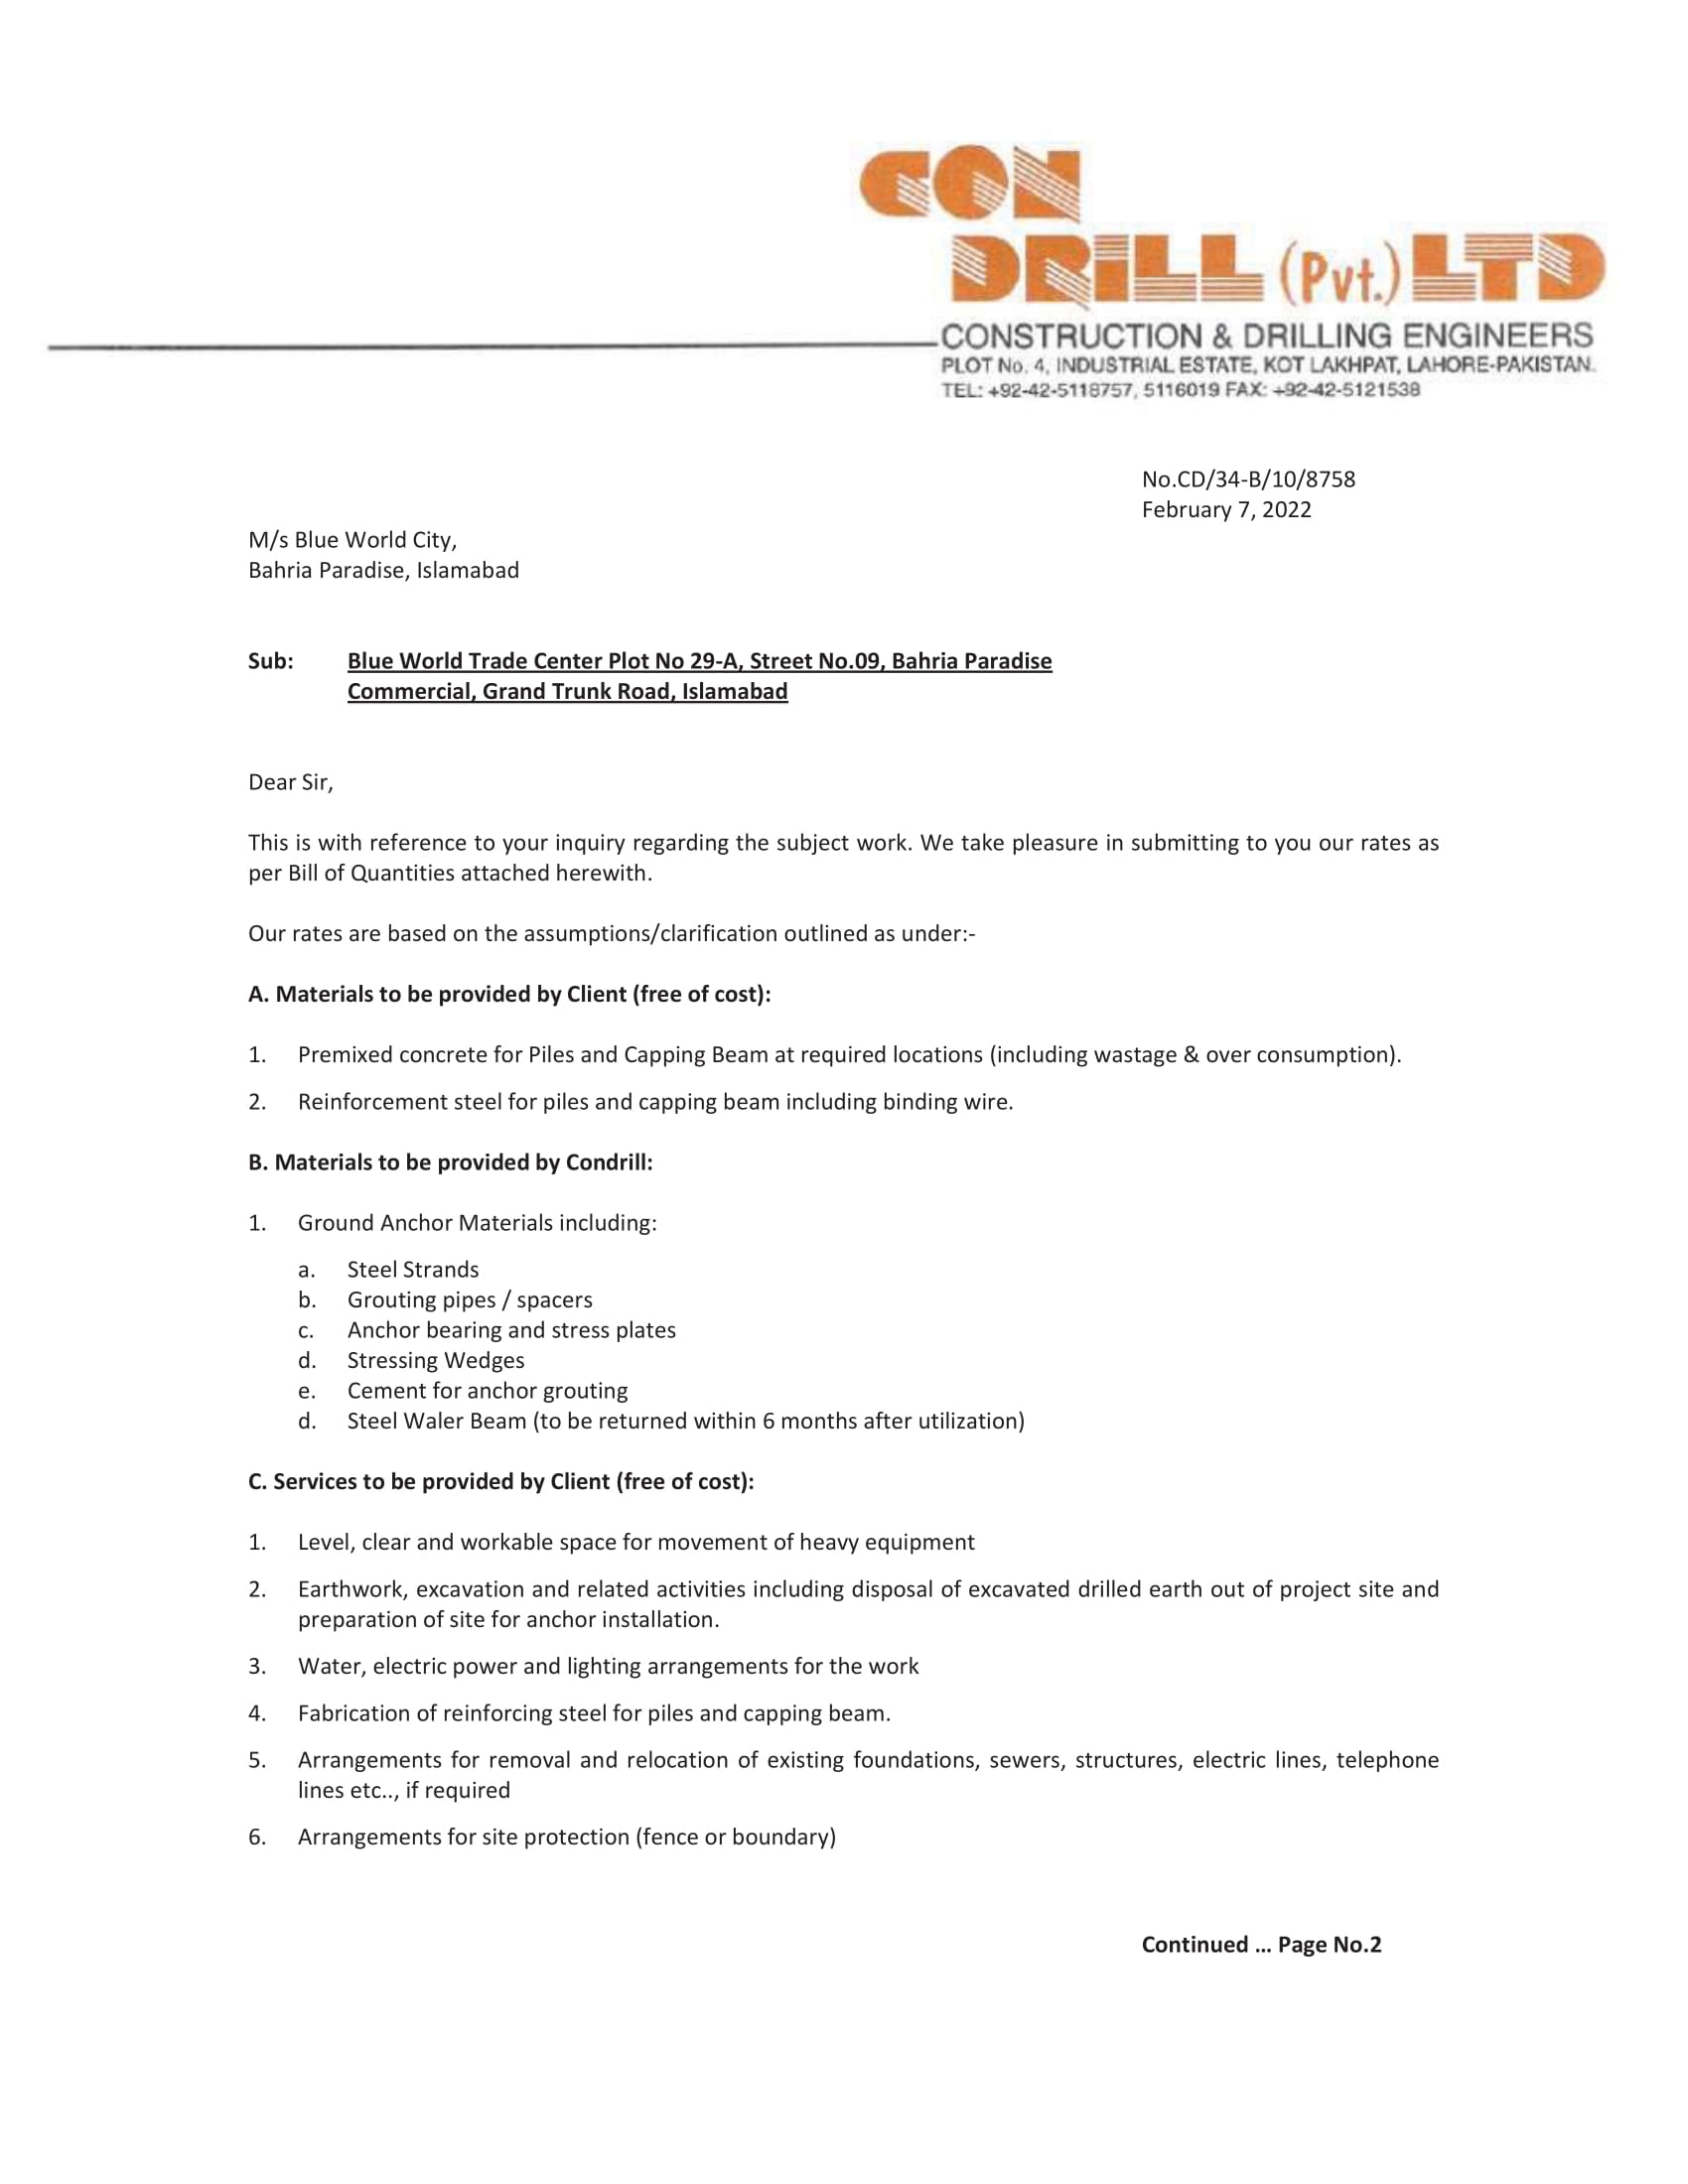 CON
DRILL (Pvt.) LTD
CONSTRUCTION & DRILLING ENGINEERS
PLOT No. 4, INDUSTRIAL ESTATE, KOT LAKHPAT, LAHORE-PAKISTAN.
TEL: +92-42-5118757, 5116019 FAX: +92-42-5121538
No.CD/34-B/10/8758
February 7, 2022
M/s Blue World City,
Bahria Paradise, Islamabad
Sub: Blue World Trade Center Plot No 29-A, Street No.09, Bahria Paradise
Commercial, Grand Trunk Road, Islamabad
Dear Sir,
This is with reference to your inquiry regarding the subject work. We take pleasure in submitting to you our rates as
per Bill of Quantities attached herewith.
Our rates are based on the assumptions/clarification outlined as under:-
A. Materials to be provided by Client (free of cost):
1. Premixed concrete for Piles and Capping Beam at required locations (including wastage & over consumption).
2. Reinforcement steel for piles and capping beam including binding wire.
B. Materials to be provided by Condrill:
1. Ground Anchor Materials including:
a. Steel Strands
b. Grouting pipes / spacers
c. Anchor bearing and stress plates
d. Stressing Wedges
e. Cement for anchor grouting
d. Steel Waler Beam (to be returned within 6 months after utilization)
C. Services to be provided by Client (free of cost):
1. Level, clear and workable space for movement of heavy equipment
2. Earthwork, excavation and related activities including disposal of excavated drilled earth out of project site and
preparation of site for anchor installation.
3. Water, electric power and lighting arrangements for the work
4. Fabrication of reinforcing steel for piles and capping beam.
5. Arrangements for removal and relocation of existing foundations, sewers, structures, electric lines, telephone
lines etc.., if required
6. Arrangements for site protection (fence or boundary)
Continued ... Page No.2